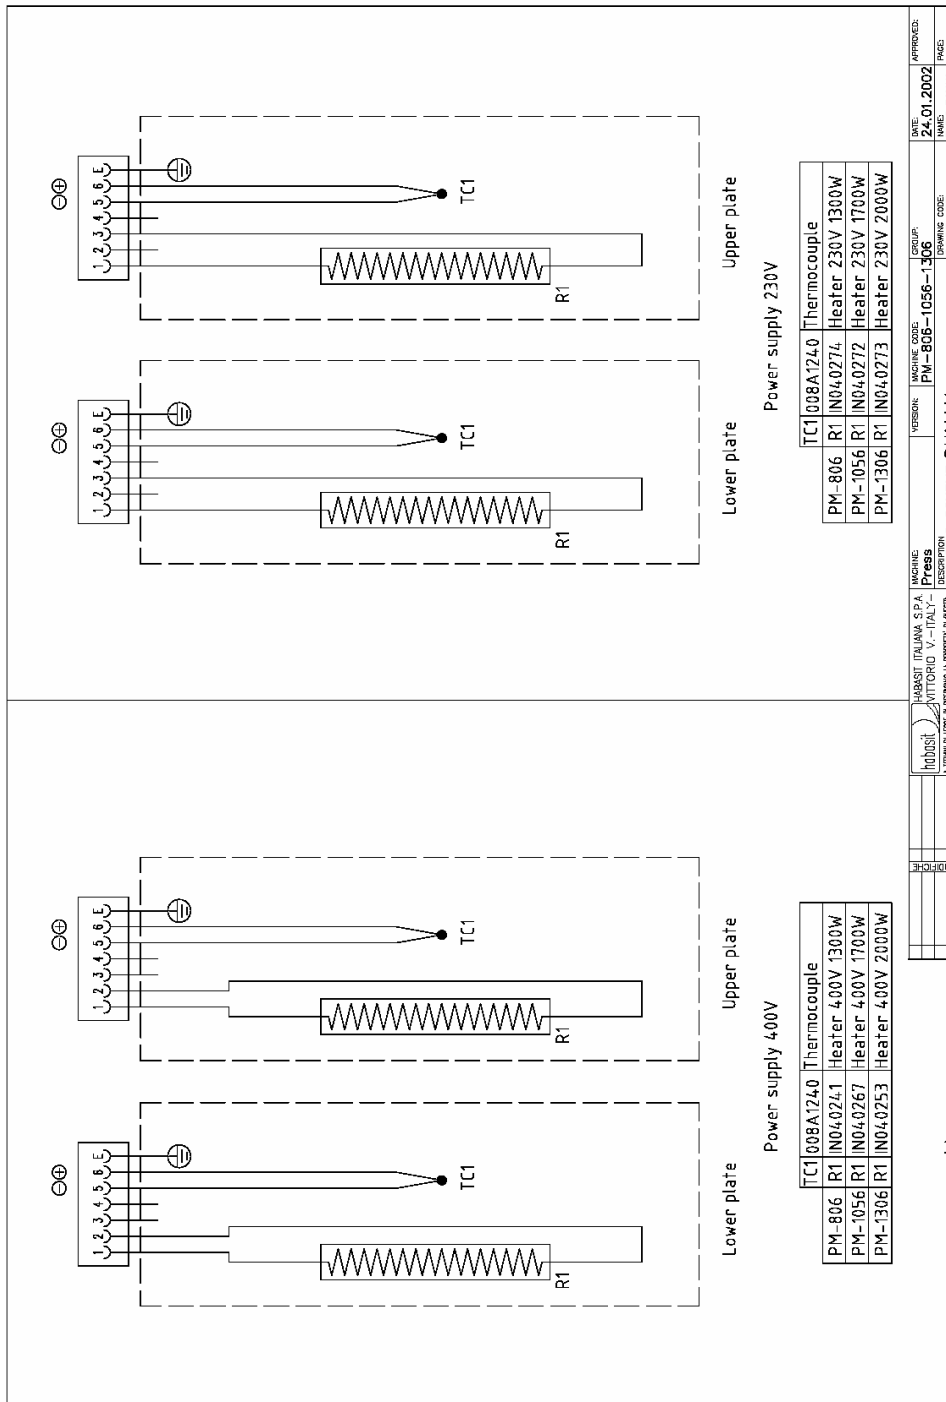 ⊖⊕
1 2 3 4 5 6 E
TC1
R1
Lower plate
⊖⊕
1 2 3 4 5 6 E
TC1
R1
Upper plate
Power supply 400V
TC1 008A1240 Thermocouple
PM-806 R1 IN040241 Heater 400V 1300W
PM-1056 R1 IN040267 Heater 400V 1700W
PM-1306 R1 IN040253 Heater 400V 2000W
⊖⊕
1 2 3 4 5 6 E
TC1
R1
Lower plate
⊖⊕
1 2 3 4 5 6 E
TC1
R1
Upper plate
Power supply 230V
TC1 008A1240 Thermocouple
PM-806 R1 IN040274 Heater 230V 1300W
PM-1056 R1 IN040272 Heater 230V 1700W
PM-1306 R1 IN040273 Heater 230V 2000W
habasit
HABASIT ITALIANA S.P.A.
VITTORIO V.-ITALY-
MACHINE:
Press
VERSION:
MACHINE CODE:
PM-806-1056-1306
GROUP:
DATE:
24.01.2002
APPROVED:
DESCRIPTION
DRAWING CODE:
NAME:
PAGE: